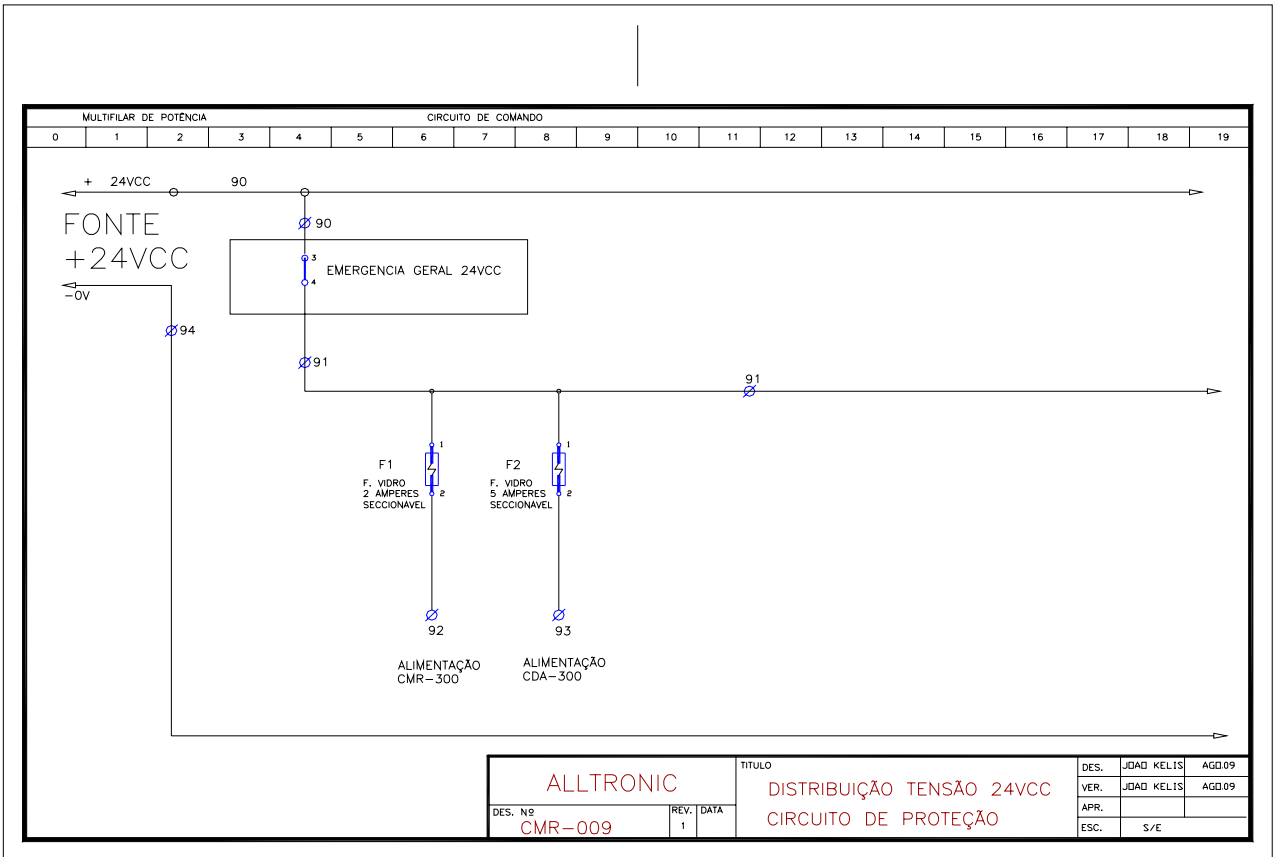 MULTIFILAR DE POTÊNCIA CIRCUITO DE COMANDO
0 1 2 3 4 5 6 7 8 9 10 11 12 13 14 15 16 17 18 19
+ 24VCC 90
FONTE
+24VCC
-0V
94
90
3
EMERGENCIA GERAL 24VCC
4
91
91
1
F1
F. VIDRO
2 AMPERES
SECCIONAVEL
2
1
F2
F. VIDRO
5 AMPERES
SECCIONAVEL
2
92
ALIMENTAÇÃO
CMR-300
93
ALIMENTAÇÃO
CDA-300
ALLTRONIC
DES. Nº
CMR-009
REV.
1
DATA
TITULO
DISTRIBUIÇÃO TENSÃO 24VCC
CIRCUITO DE PROTEÇÃO
DES. JOAO KELIS AGO.09
VER. JOAO KELIS AGO.09
APR.
ESC. S/E